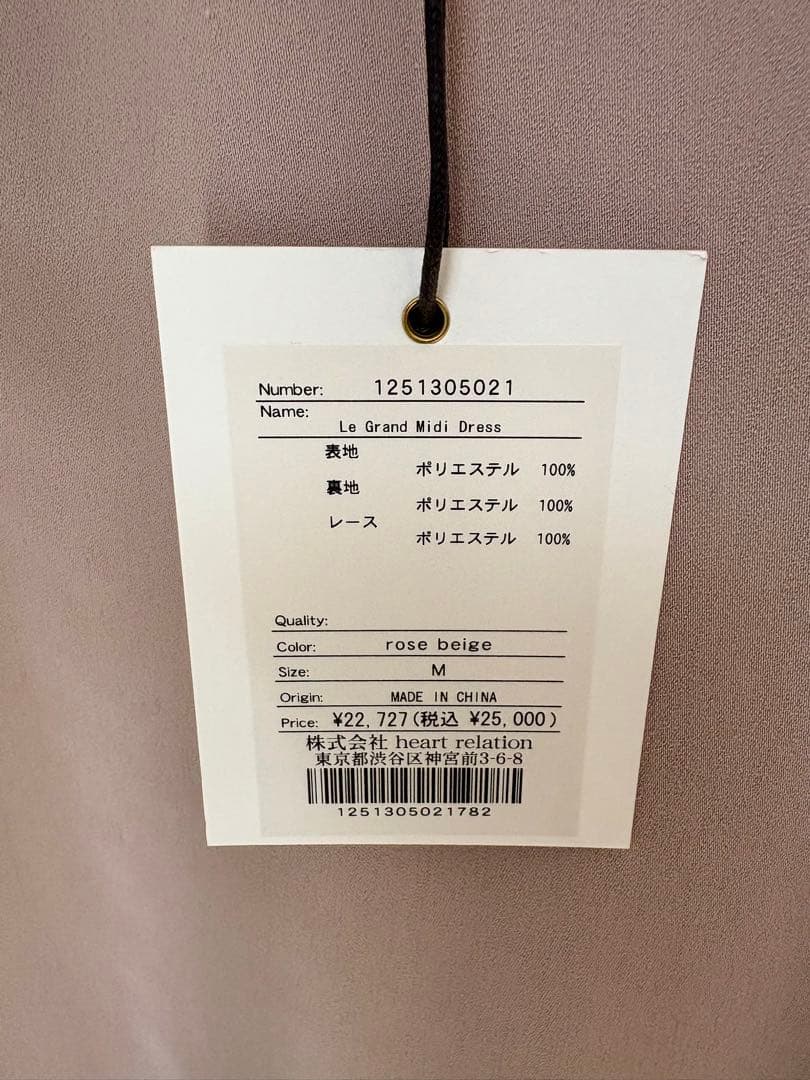 Number: 1251305021
Name:
Le Grand Midi Dress
表地
ポリエステル 100%
裏地
ポリエステル 100%
レース
ポリエステル 100%
Quality:
Color: rose beige
Size: M
Origin: MADE IN CHINA
Price: ¥22,727(税込 ¥25,000)
株式会社 heart relation
東京都渋谷区神宮前3-6-8
1251305021782